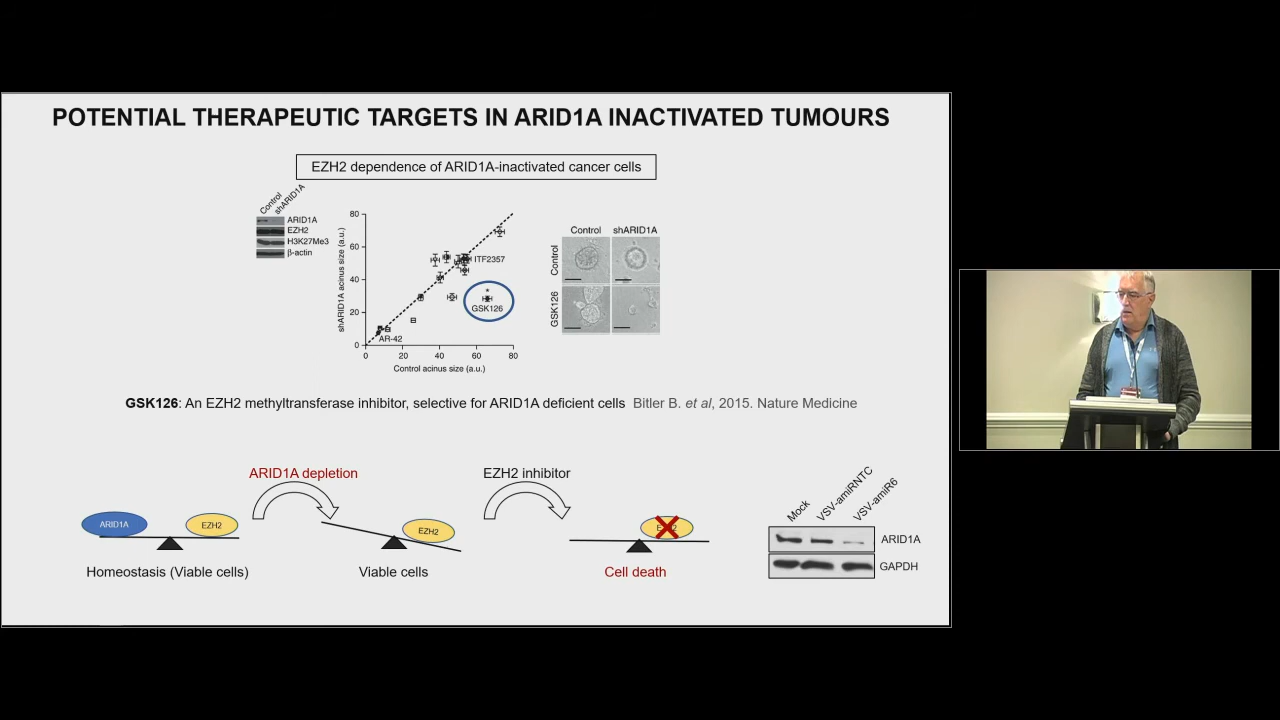 POTENTIAL THERAPEUTIC TARGETS IN ARID1A INACTIVATED TUMOURS
EZH2 dependence of ARID1A-inactivated cancer cells
Control
shARID1A
ARID1A
EZH2
H3K27Me3
β-actin
shARID1A acinus size (a.u.)
80
60
40
20
0
ITF2357
*
GSK126
AR-42
0 20 40 60 80
Control acinus size (a.u.)
Control shARID1A
Control
GSK126
GSK126: An EZH2 methyltransferase inhibitor, selective for ARID1A deficient cells Bitler B. et al, 2015. Nature Medicine
ARID1A depletion
EZH2 inhibitor
ARID1A
EZH2
EZH2
Homeostasis (Viable cells)
Viable cells
Cell death
Mock
VSV-amiRNTC
VSV-amiR6
ARID1A
GAPDH